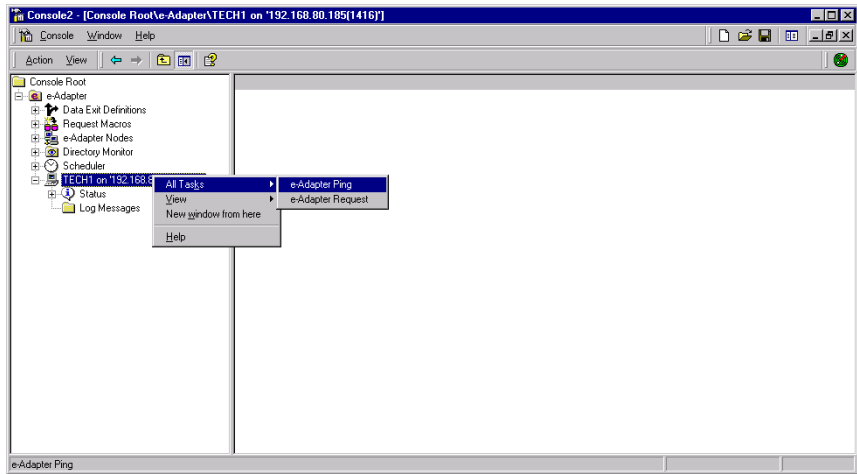 Console2 - [Console Root\e-Adapter\TECH1 on '192.168.80.185(1416)']
Console Window Help
Action View
Console Root
e-Adapter
Data Exit Definitions
Request Macros
e-Adapter Nodes
Directory Monitor
Scheduler
TECH1 on '192.168.8
Status
Log Messages
All Tasks
View
New window from here
Help
e-Adapter Ping
e-Adapter Request
e-Adapter Ping